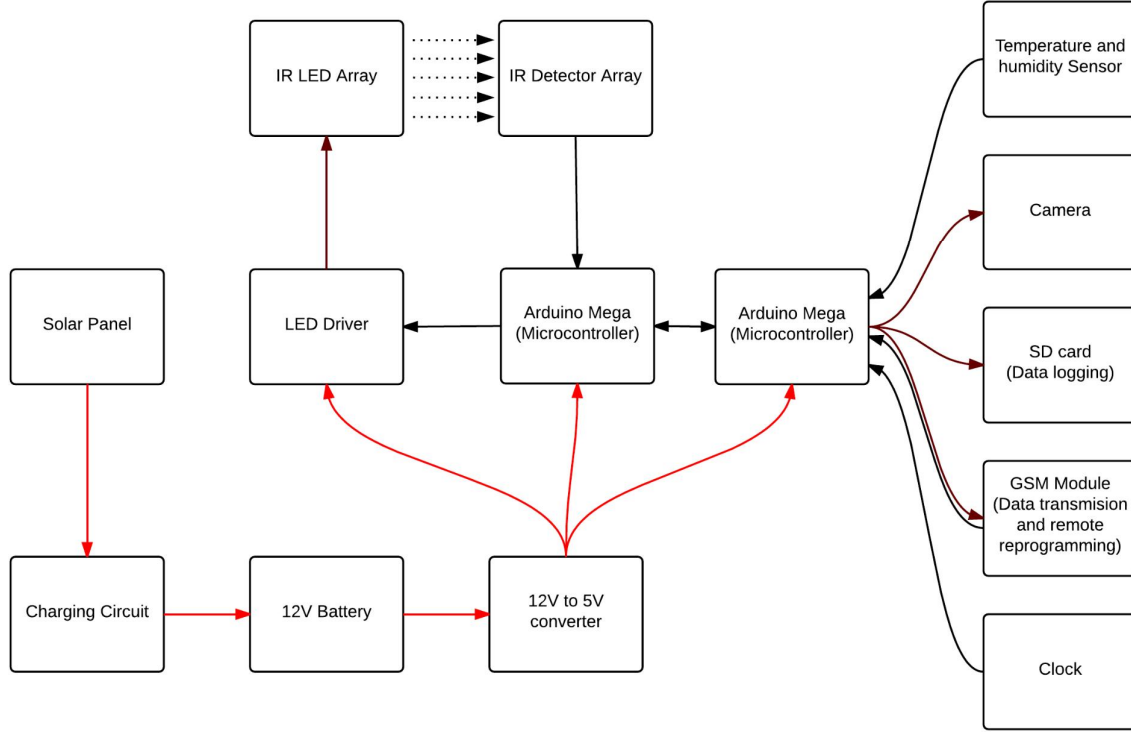 IR LED Array
IR Detector Array
Temperature and
humidity Sensor
Camera
Solar Panel
LED Driver
Arduino Mega
(Microcontroller)
Arduino Mega
(Microcontroller)
SD card
(Data logging)
GSM Module
(Data transmision
and remote
reprogramming)
Charging Circuit
12V Battery
12V to 5V
converter
Clock